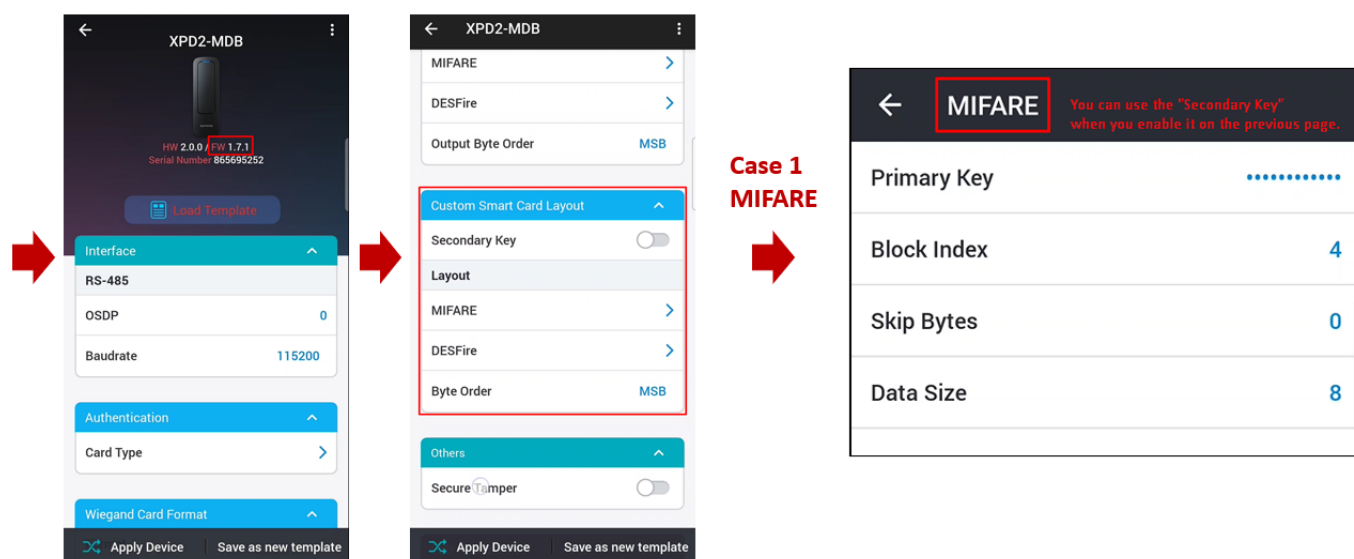 XPD2-MDB
HW 2.0.0 / FW 1.7.1
Serial Number 865695252
Load Template
Interface
RS-485
OSDP 0
Baudrate 115200
Authentication
Card Type
Wiegand Card Format
Apply Device Save as new template
XPD2-MDB
MIFARE
DESFire
Output Byte Order MSB
Custom Smart Card Layout
Secondary Key
Layout
MIFARE
DESFire
Byte Order MSB
Others
Secure Tamper
Apply Device Save as new template
Case 1
MIFARE
MIFARE
You can use the "Secondary Key"
when you enable it on the previous page.
Primary Key ••••••••••••
Block Index 4
Skip Bytes 0
Data Size 8